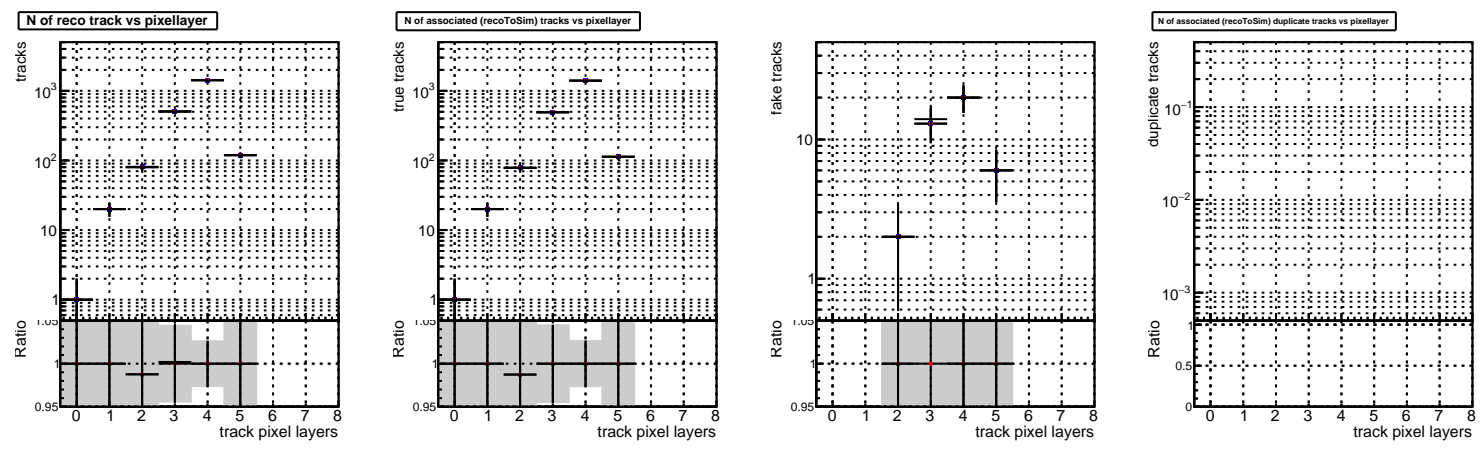 N of reco track vs pixellayer
tracks
10³
10²
10
1
Ratio
1.05
1
0.95
0 1 2 3 4 5 6 7 8
track pixel layers
N of associated (recoToSim) tracks vs pixellayer
true tracks
10³
10²
10
1
Ratio
1.05
1
0.95
0 1 2 3 4 5 6 7 8
track pixel layers
fake tracks
10
1
Ratio
1.05
1
0.95
0 1 2 3 4 5 6 7 8
track pixel layers
N of associated (recoToSim) duplicate tracks vs pixellayer
duplicate tracks
10⁻¹
10⁻²
10⁻³
Ratio
1
0.5
0
0 1 2 3 4 5 6 7 8
track pixel layers